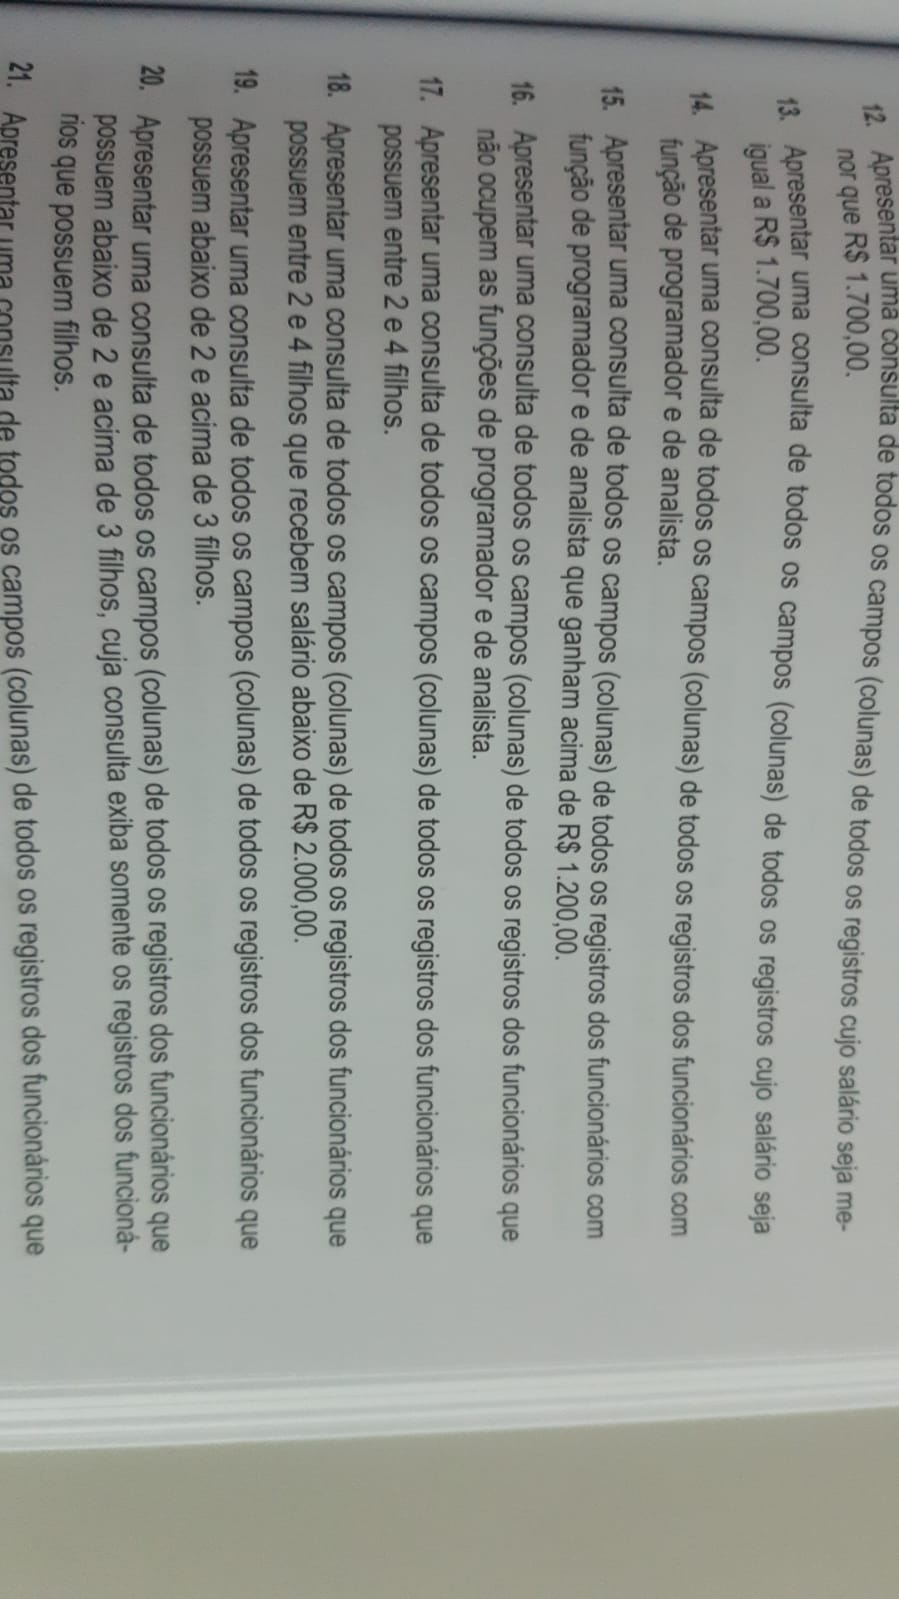 12. Apresentar uma consulta de todos os campos (colunas) de todos os registros cujo salário seja me-
nor que R$ 1.700,00.
13. Apresentar uma consulta de todos os campos (colunas) de todos os registros cujo salário seja
igual a R$ 1.700,00.
14. Apresentar uma consulta de todos os campos (colunas) de todos os registros dos funcionários com
função de programador e de analista.
15. Apresentar uma consulta de todos os campos (colunas) de todos os registros dos funcionários com
função de programador e de analista que ganham acima de R$ 1.200,00.
16. Apresentar uma consulta de todos os campos (colunas) de todos os registros dos funcionários que
não ocupem as funções de programador e de analista.
17. Apresentar uma consulta de todos os campos (colunas) de todos os registros dos funcionários que
possuem entre 2 e 4 filhos.
18. Apresentar uma consulta de todos os campos (colunas) de todos os registros dos funcionários que
possuem entre 2 e 4 filhos que recebem salário abaixo de R$ 2.000,00.
19. Apresentar uma consulta de todos os campos (colunas) de todos os registros dos funcionários que
possuem abaixo de 2 e acima de 3 filhos.
20. Apresentar uma consulta de todos os campos (colunas) de todos os registros dos funcionários que
possuem abaixo de 2 e acima de 3 filhos, cuja consulta exiba somente os registros dos funcioná-
rios que possuem filhos.
21. Apresentar uma consulta de todos os campos (colunas) de todos os registros dos funcionários que